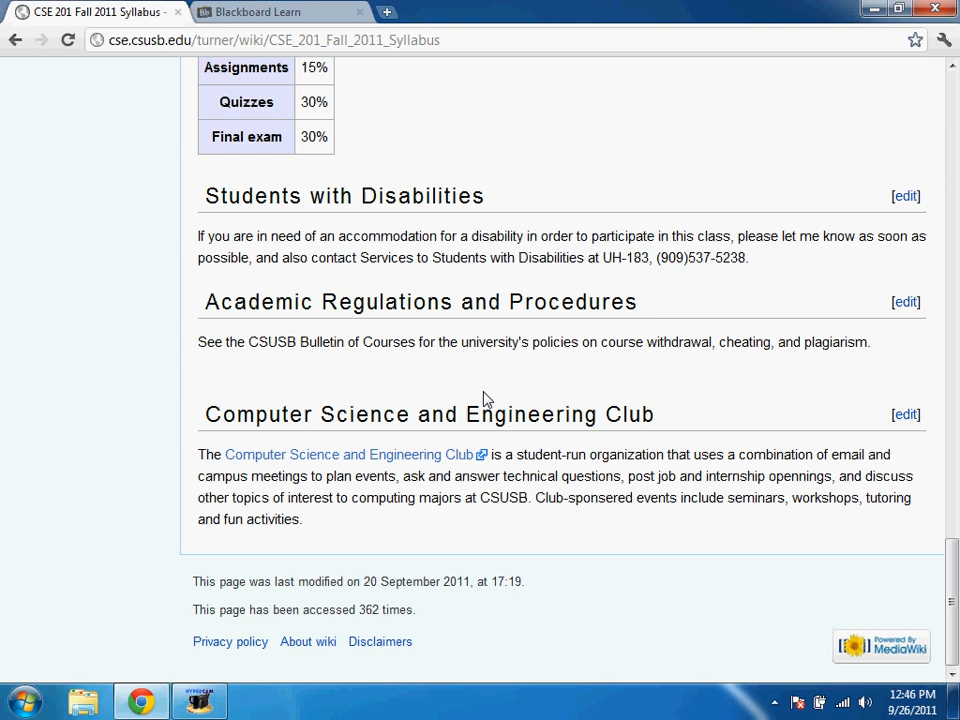 CSE 201 Fall 2011 Syllabus -
Blackboard Learn
cse.csusb.edu/turner/wiki/CSE_201_Fall_2011_Syllabus
Assignments 15%
Quizzes 30%
Final exam 30%
Students with Disabilities [edit]
If you are in need of an accommodation for a disability in order to participate in this class, please let me know as soon as
possible, and also contact Services to Students with Disabilities at UH-183, (909)537-5238.
Academic Regulations and Procedures [edit]
See the CSUSB Bulletin of Courses for the university's policies on course withdrawal, cheating, and plagiarism.
Computer Science and Engineering Club [edit]
The Computer Science and Engineering Club is a student-run organization that uses a combination of email and
campus meetings to plan events, ask and answer technical questions, post job and internship opennings, and discuss
other topics of interest to computing majors at CSUSB. Club-sponsered events include seminars, workshops, tutoring
and fun activities.
This page was last modified on 20 September 2011, at 17:19.
This page has been accessed 362 times.
Privacy policy About wiki Disclaimers
Powered By
MediaWiki
HYPERCAM
12:46 PM
9/26/2011